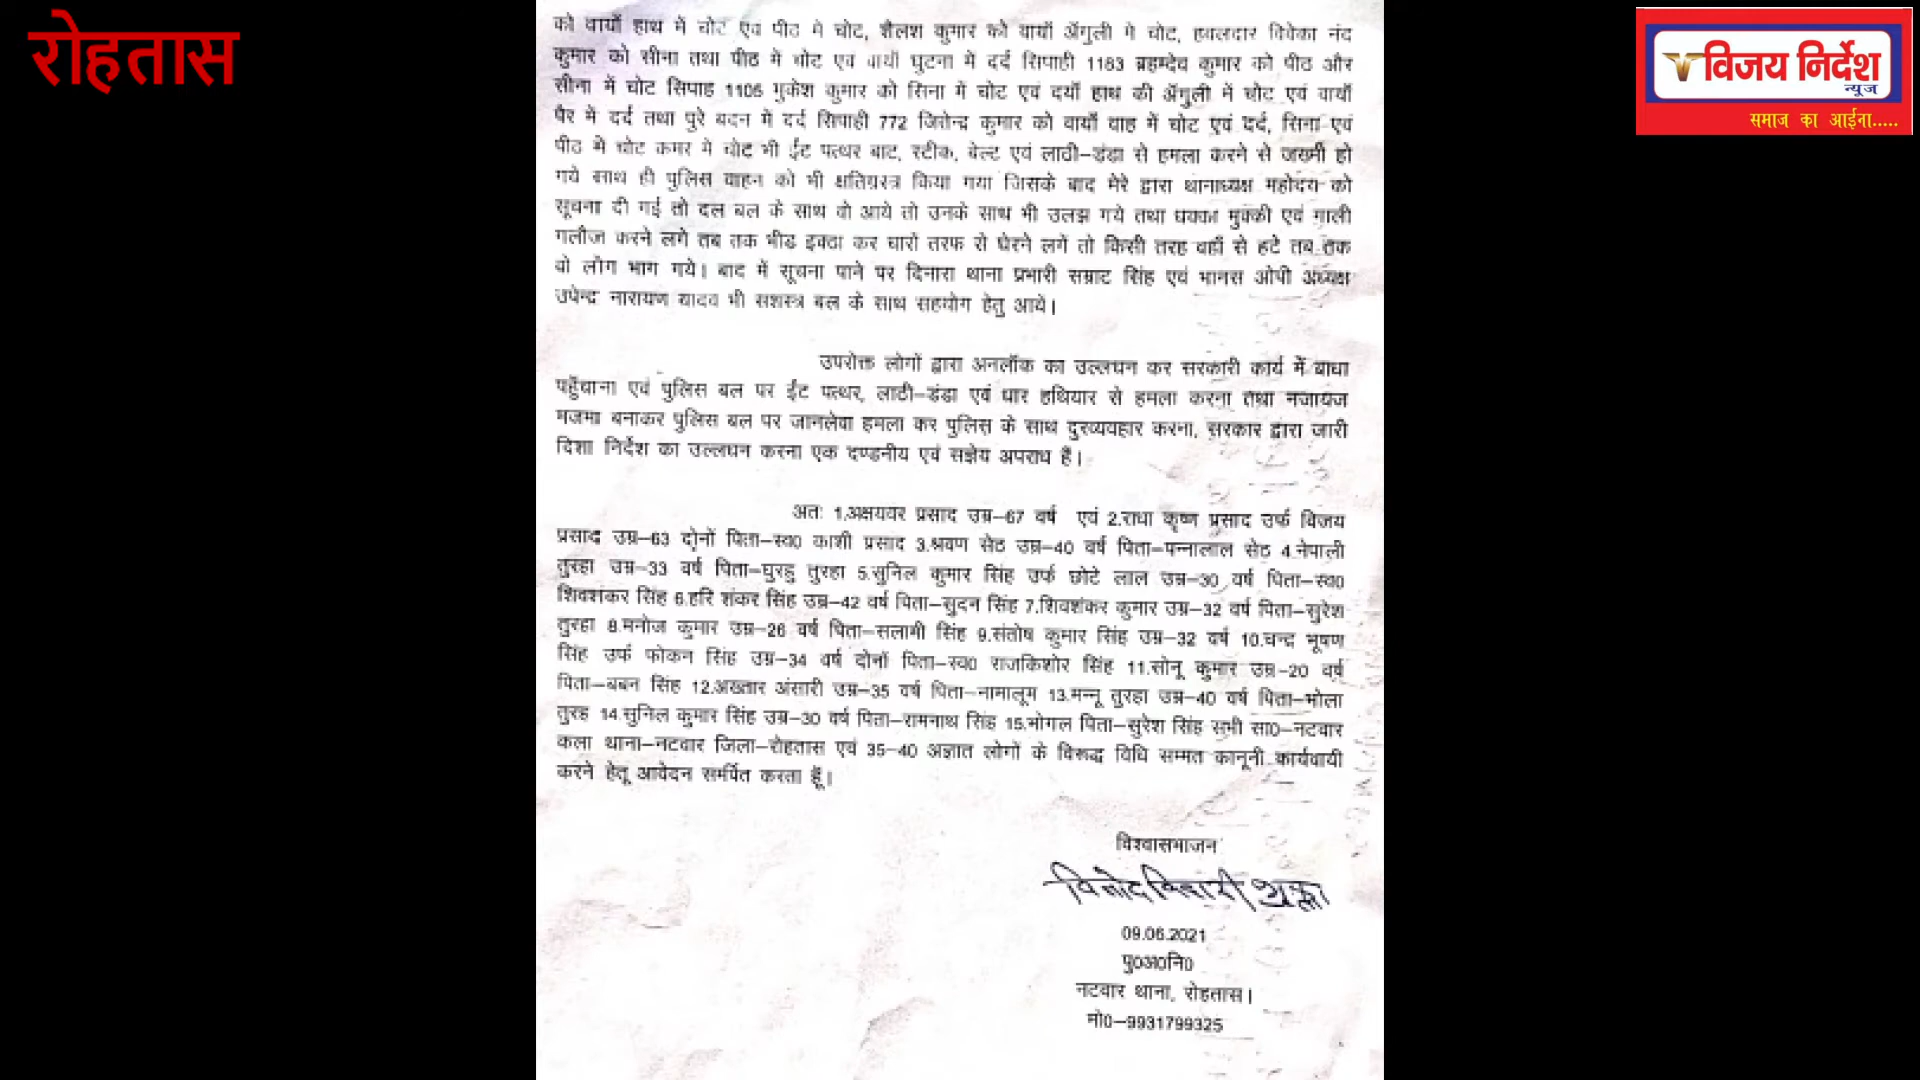 रोहतास
विजय निर्देश
न्यूज
समाज का आईना.....
को वायाँ हाथ में चोट एवं पीठ में चोट, शैलश कुमार को वायाँ अँगुली में चोट, हवलदार विवेका नंद
कुमार को सीना तथा पीठ में चोट एवं वायाँ घुटना में दर्द सिपाही 1183 ब्रहम्देव कुमार को पीठ और
सीना में चोट सिपाह 1106 मुकेश कुमार को सिना में चोट एवं दयाँ हाथ की अँगुली में चोट एवं वायाँ
पैर में दर्द तथा पुरे बदन में दर्द सिपाही 772 जितेन्द्र कुमार को वायाँ वाह में चोट एवं दर्द, सिना एवं
पीठ में चोट कमर में चोट भी ईंट पत्थर बाट, स्टीक, वेल्ट एवं लाठी–डंडा से हमला करने से जख्मी हो
गये साथ ही पुलिस वाहन को भी क्षतिग्रस्त किया गया जिसके बाद मेरे द्वारा थानाध्यक्ष महोदय को
सूचना दी गई तो दल बल के साथ वो आये तो उनके साथ भी उलझ गये तथा धक्का मुक्की एवं गाली
गलौज करने लगे तब तक भीड इक्ठा कर चारो तरफ से घेरने लगे तो किसी तरह वहाँ से हटे तब तक
वो लोग भाग गये। बाद में सूचना पाने पर दिनारा थाना प्रभारी सम्राट सिंह एवं भानस ओपी अध्यक्ष
उपेन्द्र नारायण यादव भी सशस्त्र बल के साथ सहयोग हेतु आये।
उपरोक्त लोगों द्वारा अनलॉक का उल्लघन कर सरकारी कार्य में बाधा
पहुँचाना एवं पुलिस बल पर ईंट पत्थर, लाठी–डंडा एवं धार हथियार से हमला करना तथा नजायज
मजमा बनाकर पुलिस बल पर जानलेवा हमला कर पुलिस के साथ दुरव्यवहार करना, सरकार द्वारा जारी
दिशा निर्देश का उल्लघन करना एक दण्डनीय एवं सज्ञेय अपराध हैं।
अतः 1.अक्षयवर प्रसाद उम्र–67 वर्ष एवं 2.राधा कृष्ण प्रसाद उर्फ विजय
प्रसाद उम्र–63 दोनों पिता–स्व0 काशी प्रसाद 3.श्रवण सेठ उम्र–40 वर्ष पिता–पन्नालाल सेठ 4.नेपाली
तुरहा उम्र–33 वर्ष पिता–घुरहु तुरहा 5.सुनिल कुमार सिंह उर्फ छोटे लाल उम्र–30 वर्ष पिता–स्व0
शिवशंकर सिंह 6.हरि शंकर सिंह उम्र–42 वर्ष पिता–सुदन सिंह 7.शिवशंकर कुमार उम्र–32 वर्ष पिता–सुरेश
तुरहा 8.मनोज कुमार उम्र–26 वर्ष पिता–सलामी सिंह 9.संतोष कुमार सिंह उम्र–32 वर्ष 10.चन्द भूषण
सिंह उर्फ फोकन सिंह उम्र–34 वर्ष दोनों पिता–स्व0 राजकिशोर सिंह 11.सोनू कुमार उम्र–20 वर्ष
पिता–बबन सिंह 12.अख्तार अंसारी उम्र–35 वर्ष पिता–नामालूम 13.मन्नू तुरहा उम्र–40 वर्ष पिता–भोला
तुरह 14.सुनिल कुमार सिंह उम्र–30 वर्ष पिता–रामनाथ सिंह 15.भोगल पिता–सुरेश सिंह सभी सा0–नटवार
कला थाना–नटवार जिला–रोहतास एवं 35–40 अज्ञात लोगों के विरूद्ध विधि सम्मत कानूनी कार्यवायी
करने हेतू आवेदन समर्पित करता हूँ।
विश्वासभाजन
09.06.2021
पु0अ0नि0
नटवार थाना, रोहतास।
मो0–9931799325